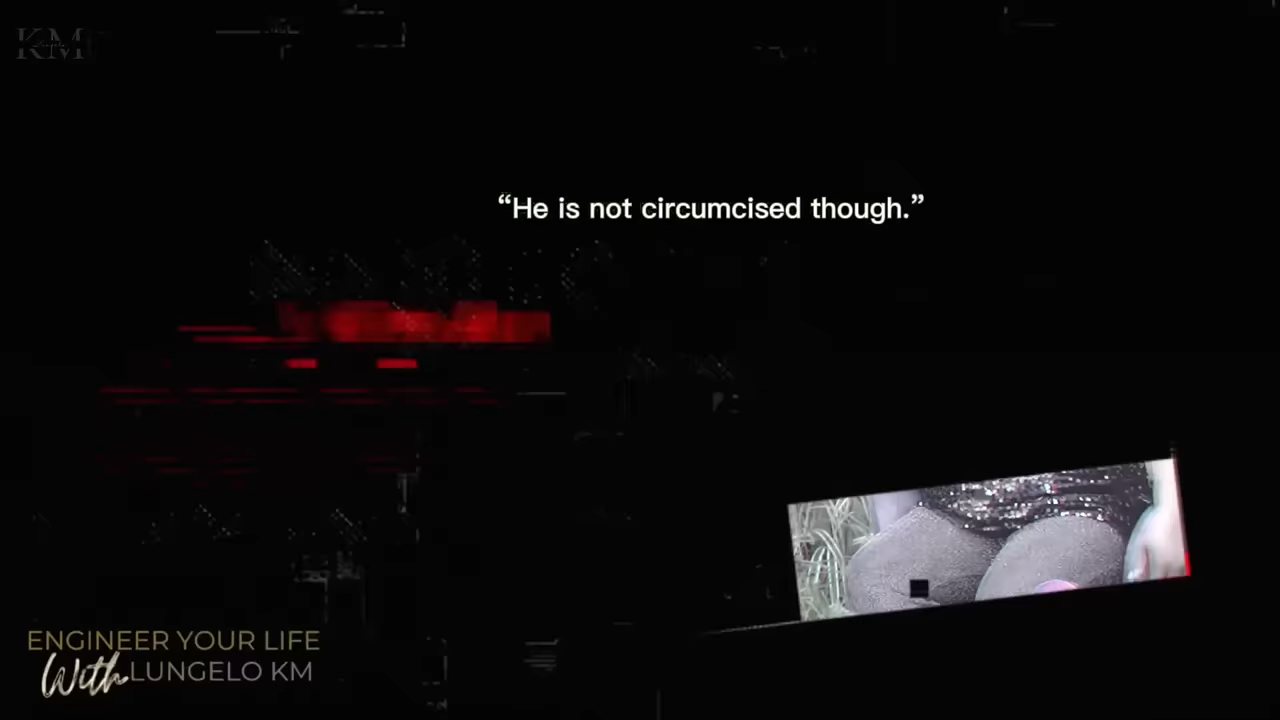 KM
“He is not circumcised though.”
ENGINEER YOUR LIFE
With LUNGELO KM